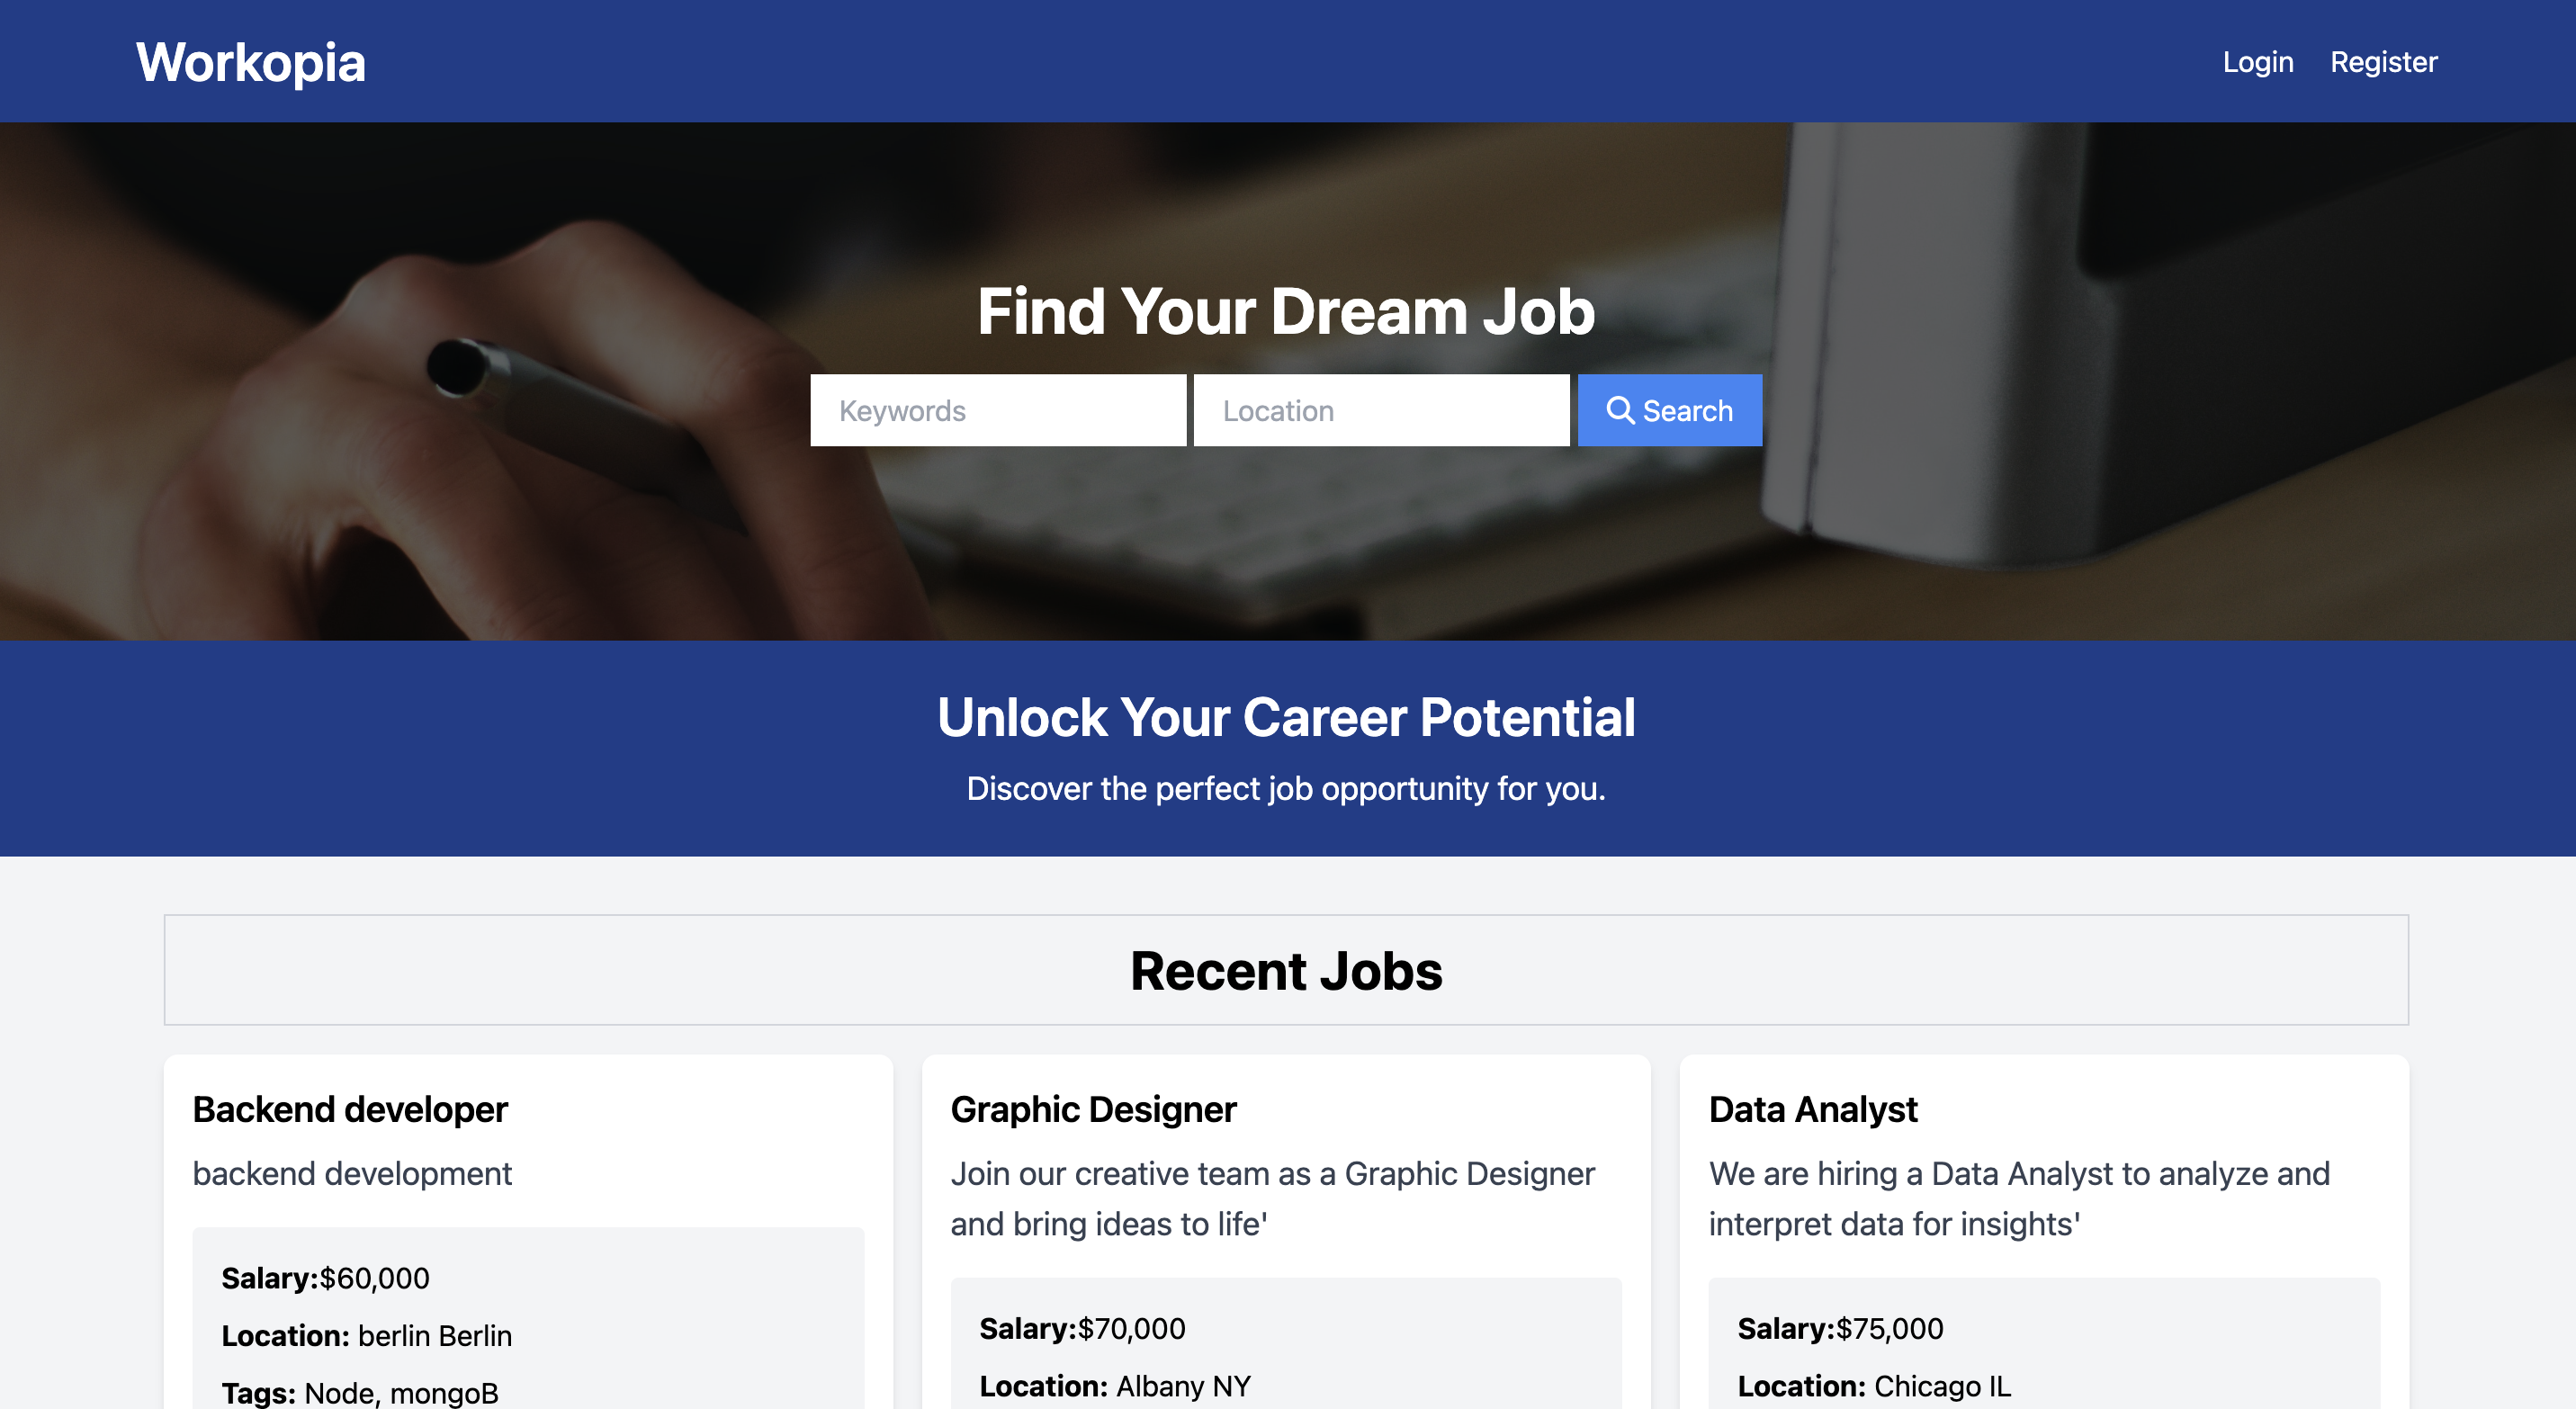 Workopia
Login Register
Find Your Dream Job
Keywords
Location
Search
Unlock Your Career Potential
Discover the perfect job opportunity for you.
Recent Jobs
Backend developer
backend development
Salary:$60,000
Location: berlin Berlin
Tags: Node, mongoB
Graphic Designer
Join our creative team as a Graphic Designer
and bring ideas to life'
Salary:$70,000
Location: Albany NY
Data Analyst
We are hiring a Data Analyst to analyze and
interpret data for insights'
Salary:$75,000
Location: Chicago IL